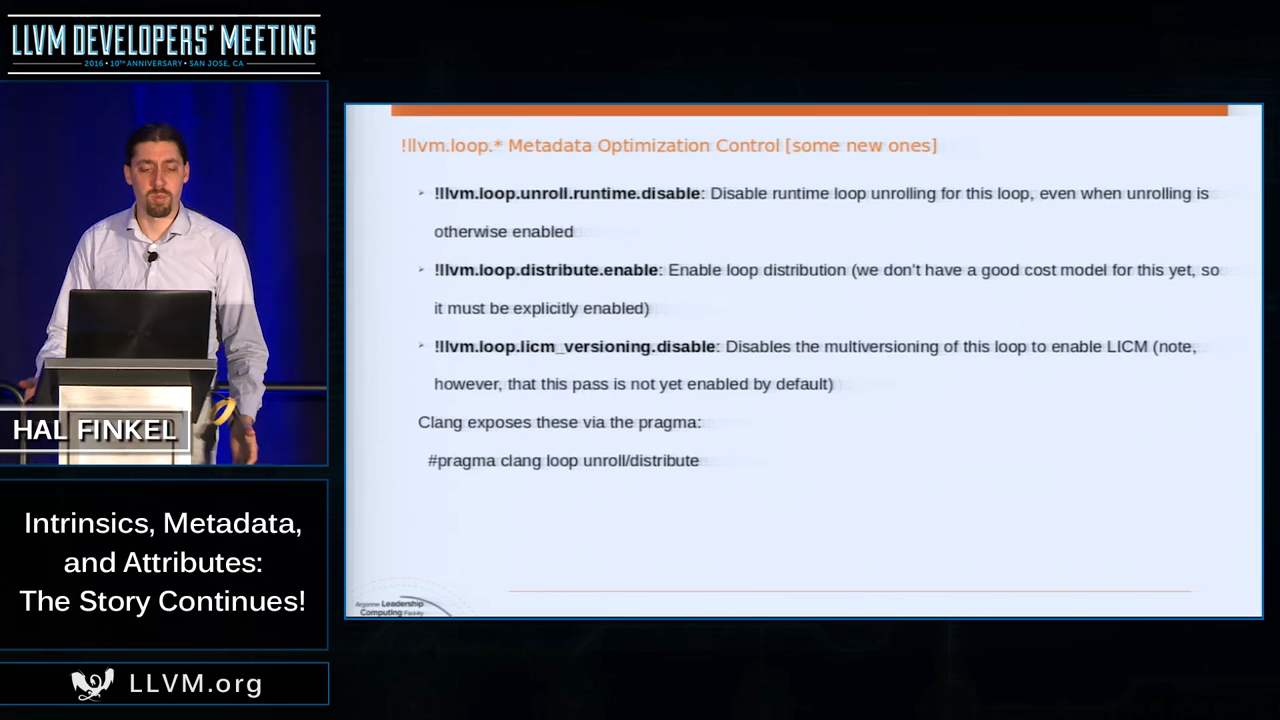 LLVM DEVELOPERS' MEETING
2016 • 10TH ANNIVERSARY • SAN JOSE, CA
HAL FINKEL
Intrinsics, Metadata,
and Attributes:
The Story Continues!
LLVM.org
!llvm.loop.* Metadata Optimization Control [some new ones]
➢ !llvm.loop.unroll.runtime.disable: Disable runtime loop unrolling for this loop, even when unrolling is
otherwise enabled
➢ !llvm.loop.distribute.enable: Enable loop distribution (we don't have a good cost model for this yet, so
it must be explicitly enabled)
➢ !llvm.loop.licm_versioning.disable: Disables the multiversioning of this loop to enable LICM (note,
however, that this pass is not yet enabled by default)
Clang exposes these via the pragma:
#pragma clang loop unroll/distribute
Argonne Leadership
Computing Facility